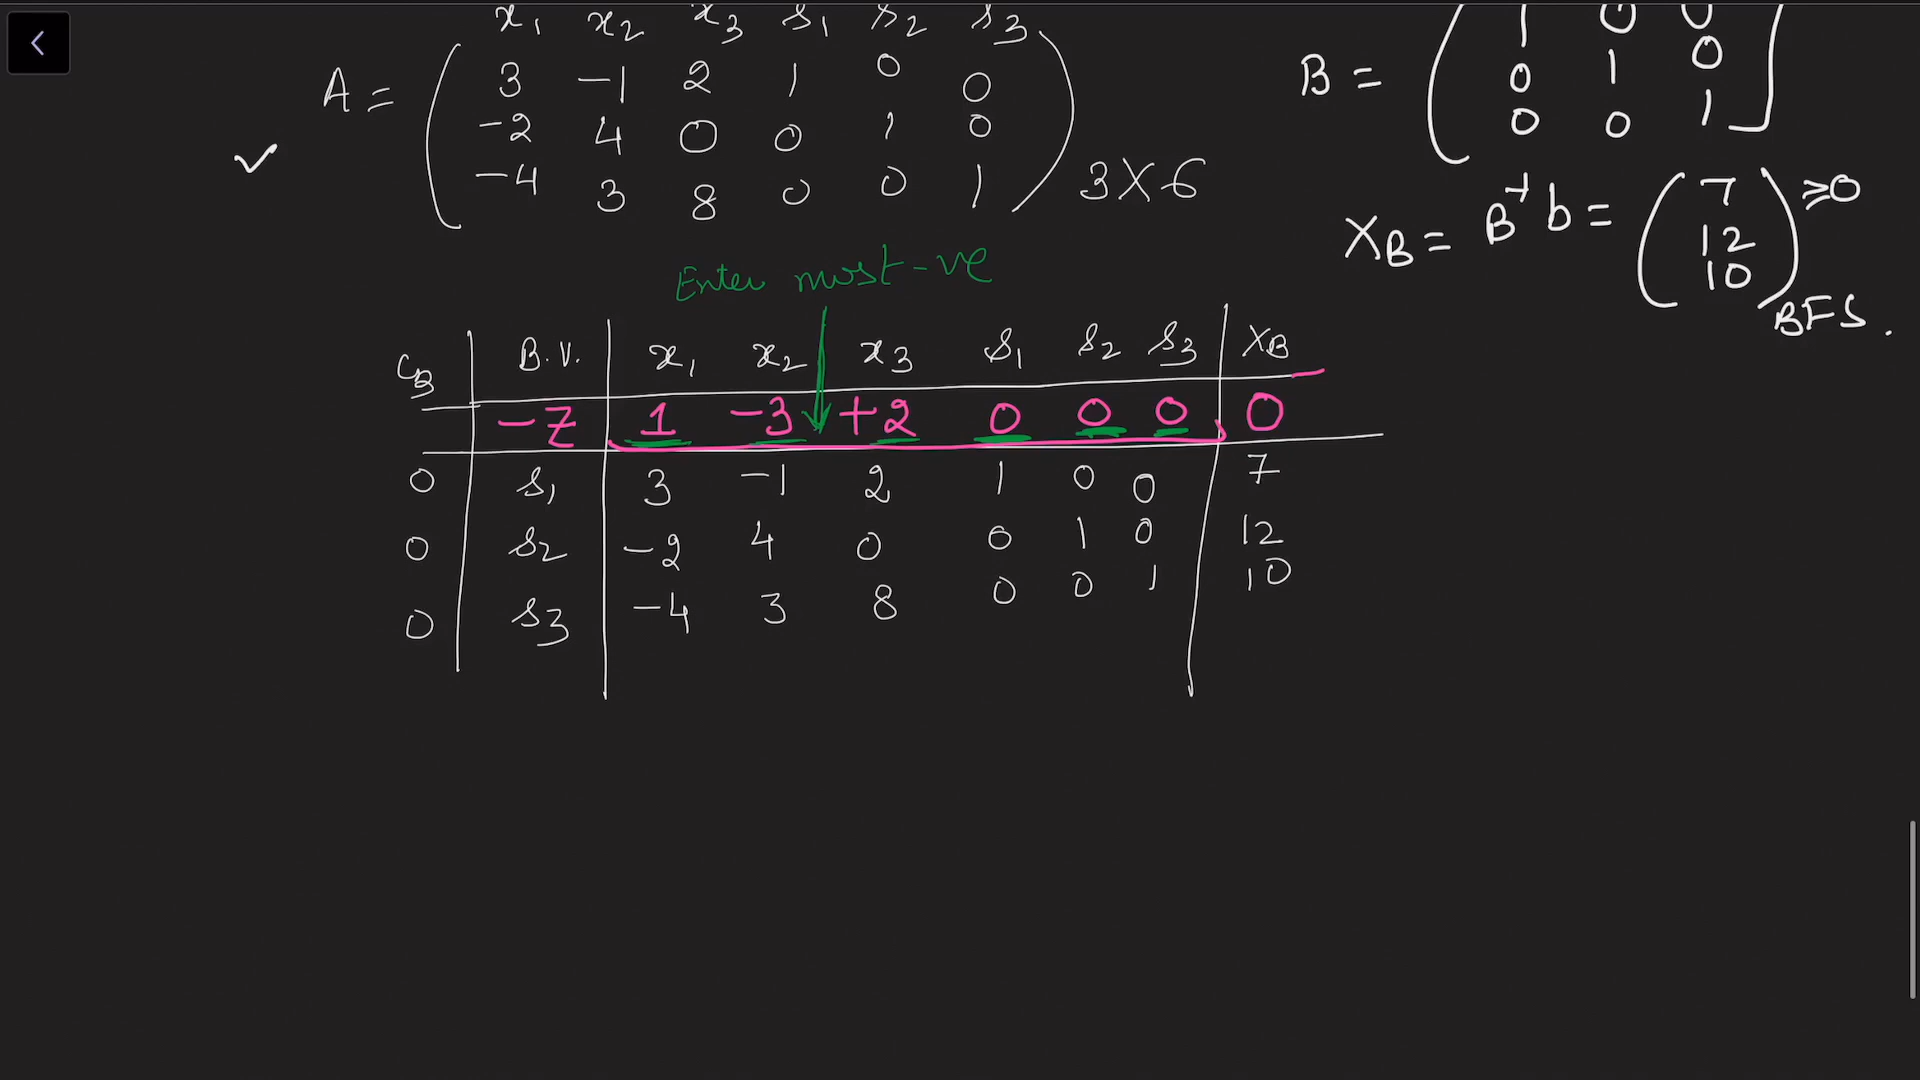 x1 x2 x3 s1 s2 s3
A = ( 3 -1 2 1 0 0
-2 4 0 0 1 0
-4 3 8 0 0 1 ) 3X6
B = ( 1 0 0
0 1 0
0 0 1 ]
XB = B⁻¹ b = ( 7
12
10 ) ≥0
BFS.
Enter most -ve
CB B.V. x1 x2 x3 s1 s2 s3 XB
-Z 1 -3 +2 0 0 0 0
0 s1 3 -1 2 1 0 0 7
0 s2 -2 4 0 0 1 0 12
0 s3 -4 3 8 0 0 1 10